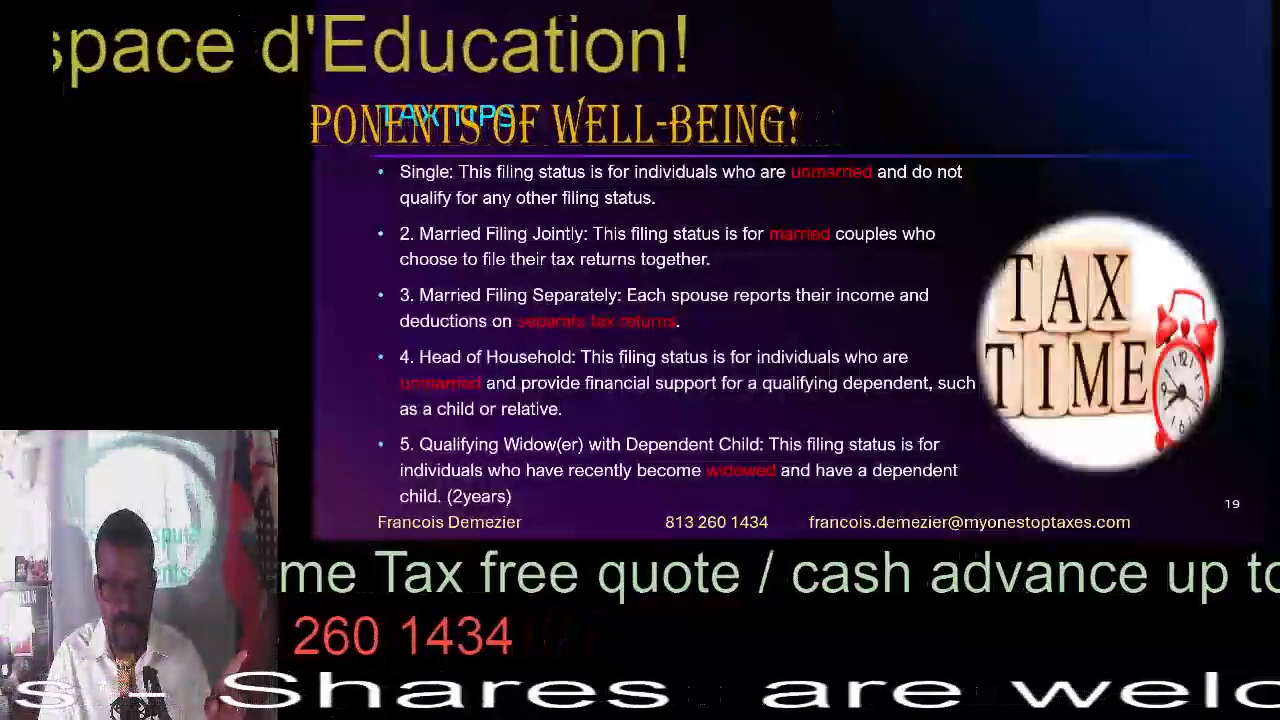 space d'Education!
TAX TIPS
PONENTS OF WELL-BEING!
• Single: This filing status is for individuals who are unmarried and do not
qualify for any other filing status.
• 2. Married Filing Jointly: This filing status is for married couples who
choose to file their tax returns together.
• 3. Married Filing Separately: Each spouse reports their income and
deductions on separate tax returns.
• 4. Head of Household: This filing status is for individuals who are
unmarried and provide financial support for a qualifying dependent, such
as a child or relative.
• 5. Qualifying Widow(er) with Dependent Child: This filing status is for
individuals who have recently become widowed and have a dependent
child. (2years)
TAX
TIME
19
Francois Demezier 813 260 1434 francois.demezier@myonestoptaxes.com
me Tax free quote / cash advance up to
260 1434
s - Shares are welc